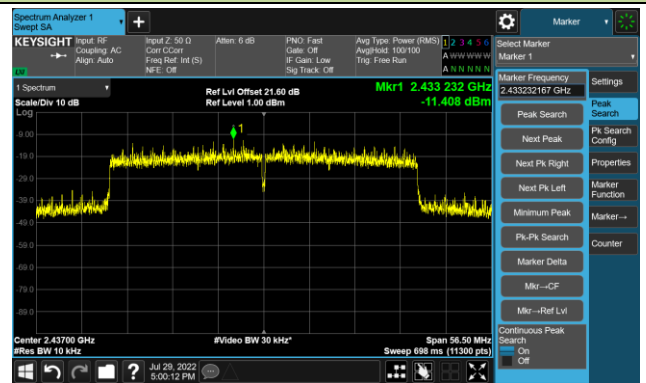 Spectrum Analyzer 1
Swept SA
Marker
KEYSIGHT
Input: RF
Coupling: AC
Align: Auto
Input Z: 50 Ω
Corr CCorr
Freq Ref: Int (S)
NFE: Off
Atten: 6 dB
PNO: Fast
Gate: Off
IF Gain: Low
Sig Track: Off
Avg Type: Power (RMS)
Avg|Hold: 100/100
Trig: Free Run
1 2 3 4 5 6
A W W W W W
A N N N N N
LXI
1 Spectrum
Scale/Div 10 dB
Log
Ref Lvl Offset 21.60 dB
Ref Level 1.00 dBm
Mkr1 2.433 232 GHz
-11.408 dBm
1
-9.00
-19.0
-29.0
-39.0
-49.0
-59.0
-69.0
-79.0
-89.0
Center 2.43700 GHz
#Res BW 10 kHz
#Video BW 30 kHz*
Span 56.50 MHz
Sweep 698 ms (11300 pts)
Select Marker
Marker 1
Marker Frequency
2.433232167 GHz
Peak Search
Next Peak
Next Pk Right
Next Pk Left
Minimum Peak
Pk-Pk Search
Marker Delta
Mkr→CF
Mkr→Ref Lvl
Continuous Peak
Search
On
Off
Settings
Peak
Search
Pk Search
Config
Properties
Marker
Function
Marker→
Counter
Jul 29, 2022
5:00:12 PM